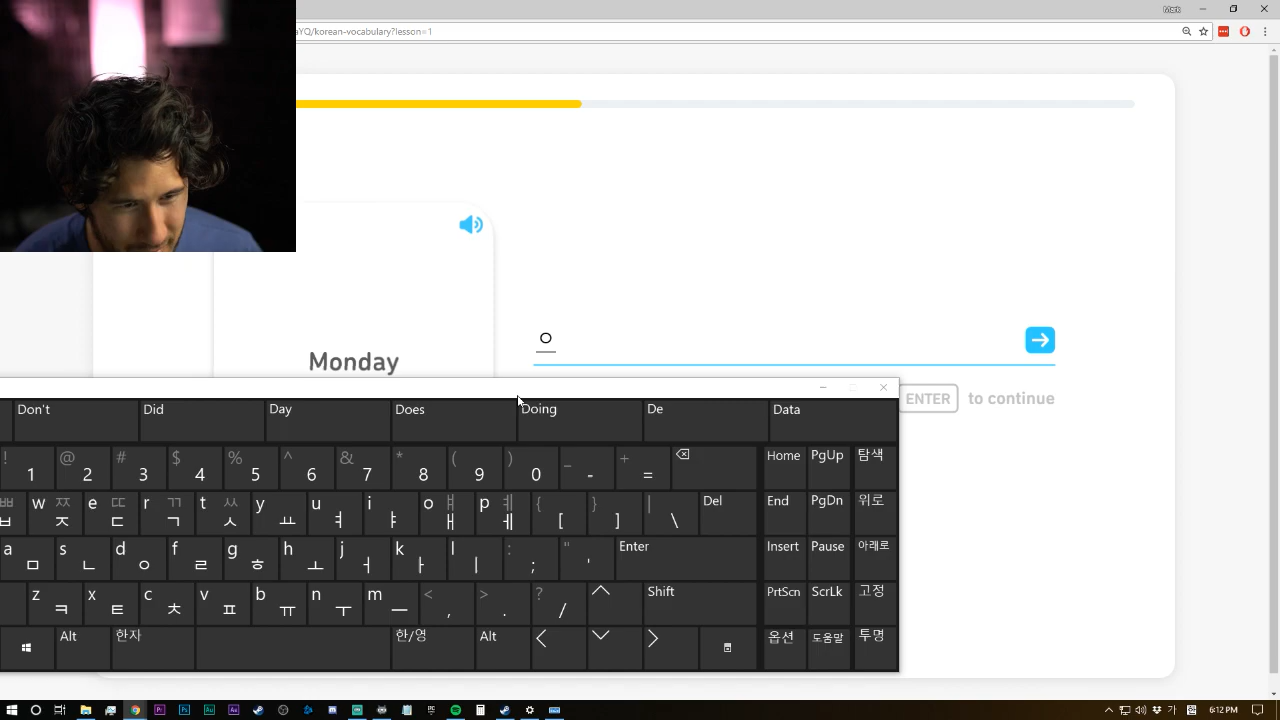 aYQ/korean-vocabulary?lesson=1
Monday
ㅇ
ENTER to continue
Don't Did Day Does Doing De Data
! 1 @ 2 # 3 $ 4 % 5 ^ 6 & 7 * 8 ( 9 ) 0 _ - + = Home PgUp 탐색
ㅃ ㅂ w ㅉ ㅈ e ㄸ ㄷ r ㄲ ㄱ t ㅆ ㅅ y ㅛ u ㅕ i ㅑ o ㅒ ㅐ p ㅖ ㅔ { [ } ] | \ Del End PgDn 위로
a ㅁ s ㄴ d ㅇ f ㄹ g ㅎ h ㅗ j ㅓ k ㅏ l ㅣ : ; " ' Enter Insert Pause 아래로
z ㅋ x ㅌ c ㅊ v ㅍ b ㅠ n ㅜ m ㅡ < , > . ? / Shift PrtScn ScrLk 고정
Alt 한자 한/영 Alt 옵션 도움말 투명
가 6:12 PM